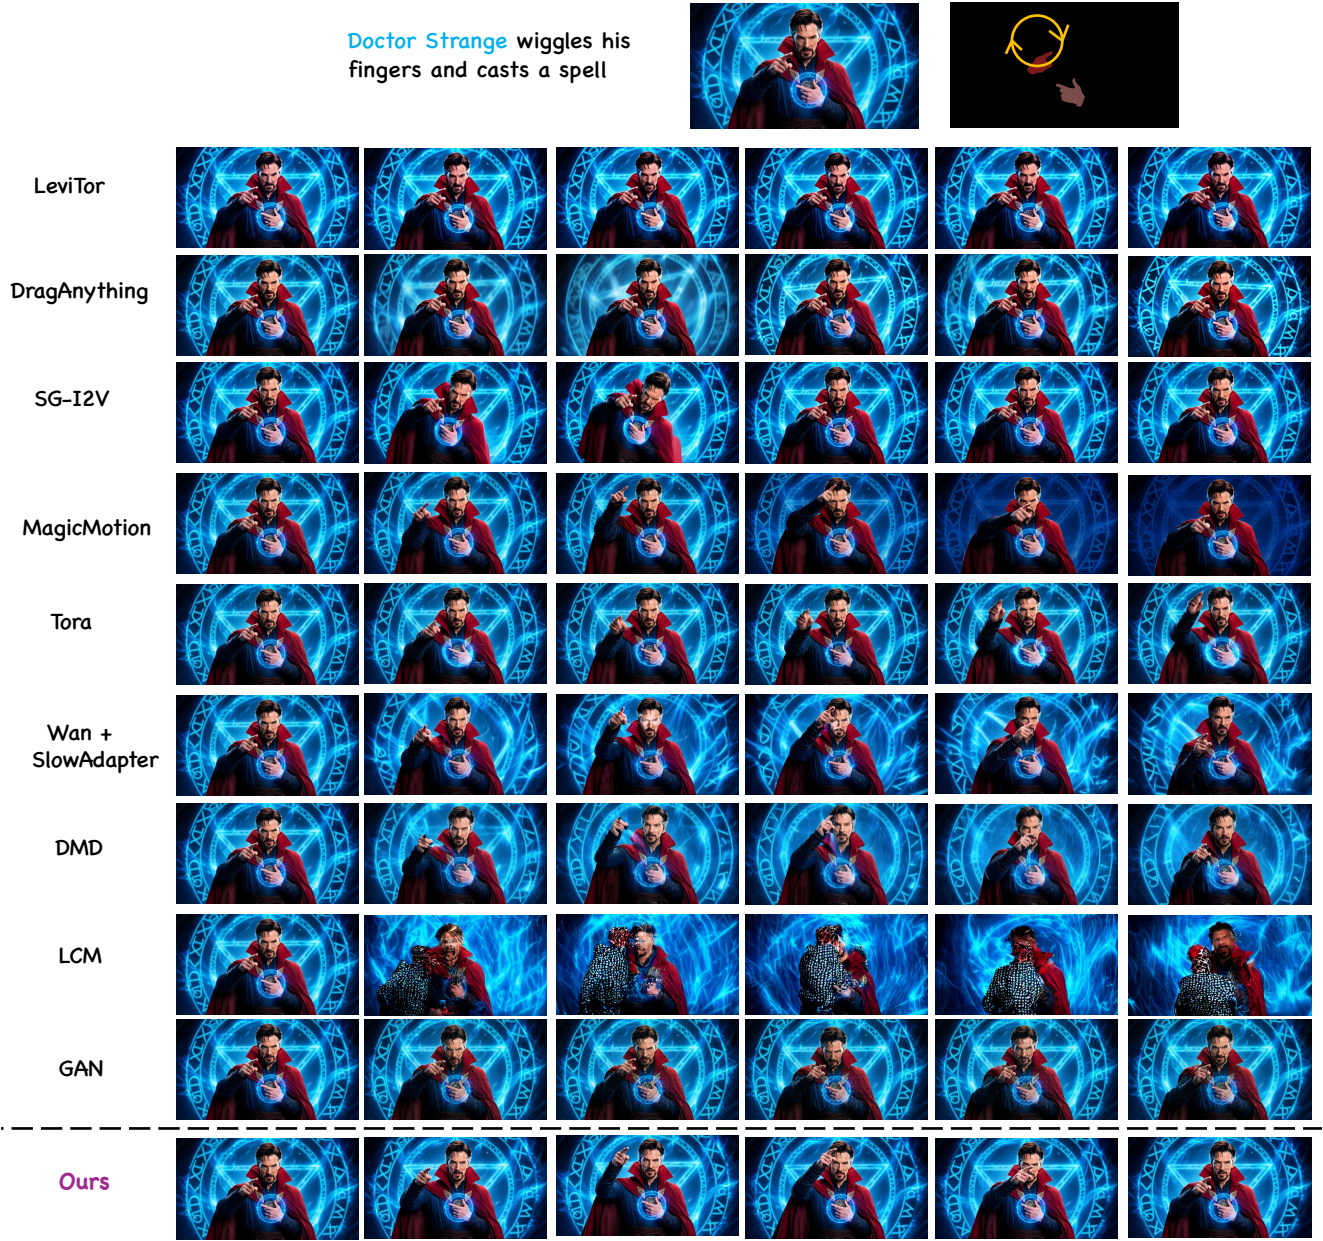 Doctor Strange wiggles his
fingers and casts a spell
LeviTor
DragAnything
SG-I2V
MagicMotion
Tora
Wan +
SlowAdapter
DMD
LCM
GAN
Ours